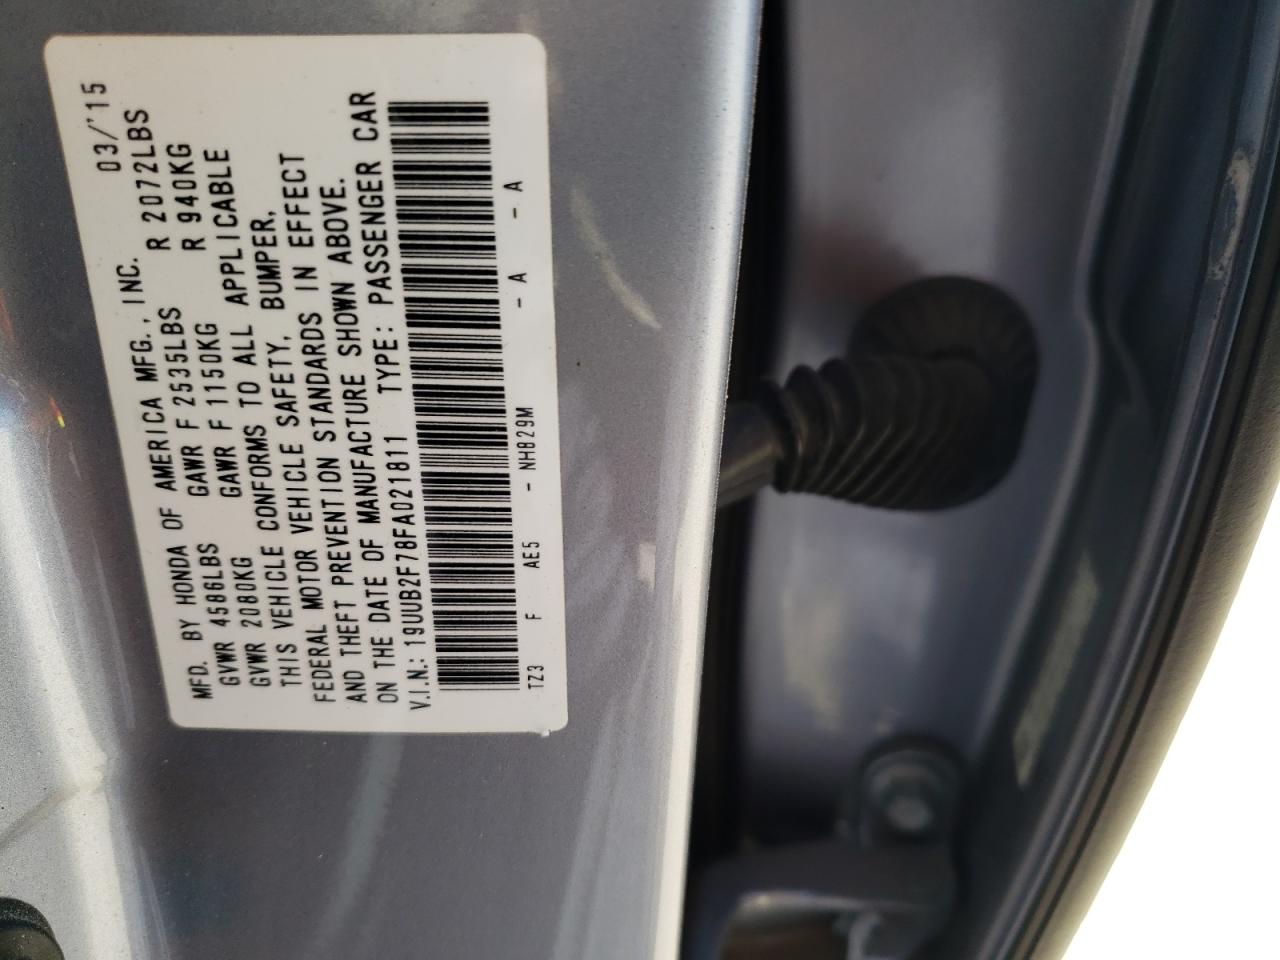 MFD. BY HONDA OF AMERICA MFG., INC. 03/'15
GVWR 4586LBS GAWR F 2535LBS R 2072LBS
GVWR 2080KG GAWR F 1150KG R 940KG
THIS VEHICLE CONFORMS TO ALL APPLICABLE
FEDERAL MOTOR VEHICLE SAFETY, BUMPER,
AND THEFT PREVENTION STANDARDS IN EFFECT
ON THE DATE OF MANUFACTURE SHOWN ABOVE.
V.I.N.: 19UUB2F78FA021811 TYPE: PASSENGER CAR
TZ3 F AE5 - NH829M - A - A